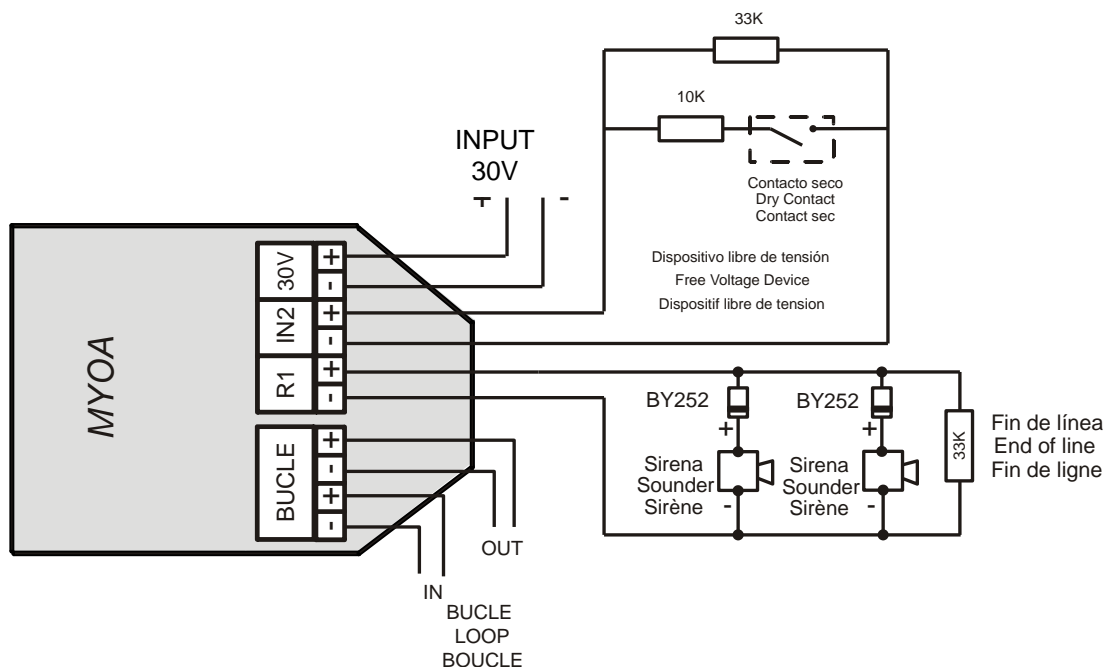 33K
10K
INPUT
30V
+ -
Contacto seco
Dry Contact
Contact sec
Dispositivo libre de tensión
Free Voltage Device
Dispositif libre de tension
MYOA
30V
+
-
IN2
+
-
R1
+
-
BUCLE
+
-
+
-
BY252
+
Sirena
Sounder
Sirène
-
BY252
+
Sirena
Sounder
Sirène
-
33K
Fin de línea
End of line
Fin de ligne
OUT
IN
BUCLE
LOOP
BOUCLE